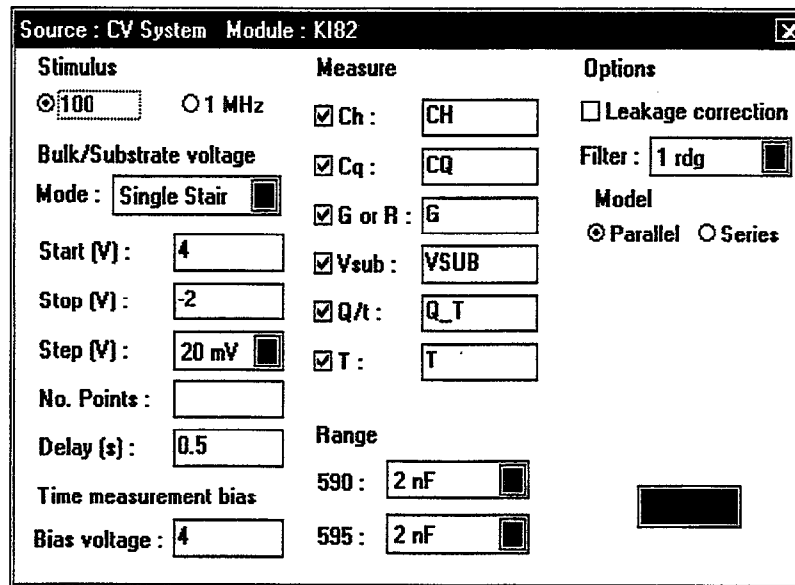 Source : CV System Module : KI82
Stimulus
100
1 MHz
Bulk/Substrate voltage
Mode : Single Stair
Start (V) : 4
Stop (V) : -2
Step (V) : 20 mV
No. Points :
Delay (s) : 0.5
Time measurement bias
Bias voltage : 4
Measure
Ch : CH
Cq : CQ
G or R : G
Vsub : VSUB
Q/t : Q_T
T : T
Range
590 : 2 nF
595 : 2 nF
Options
Leakage correction
Filter : 1 rdg
Model
Parallel Series